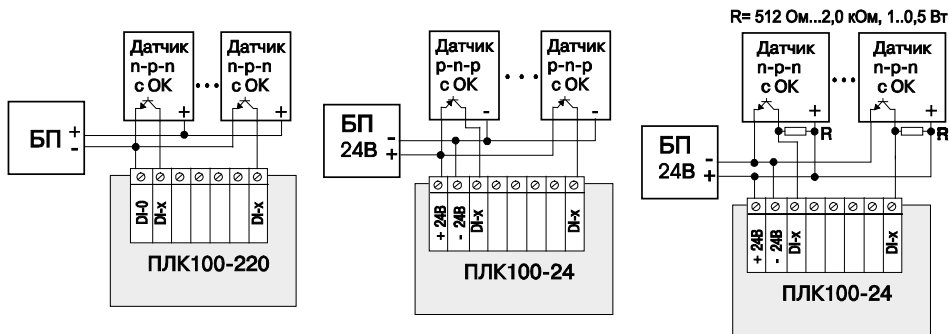 R= 512 Ом...2,0 кОм, 1..0,5 Вт
Датчик
n-p-n
с ОК
+
...
Датчик
n-p-n
с ОК
+
БП
+
-
DI-0
DI-x
DI-x
ПЛК100-220
Датчик
p-n-p
с ОК
-
...
Датчик
p-n-p
с ОК
-
БП
24В
-
+
+ 24В
- 24В
DI-x
DI-x
ПЛК100-24
Датчик
n-p-n
с ОК
+
R
...
Датчик
n-p-n
с ОК
+
R
БП
24В
-
+
+ 24В
- 24В
DI-x
DI-x
ПЛК100-24